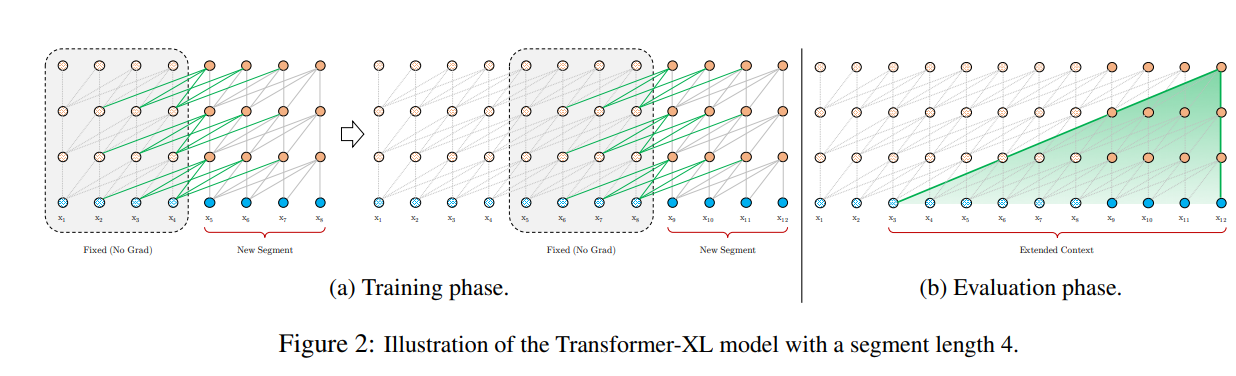 x₁ x₂ x₃ x₄ x₅ x₆ x₇ x₈
Fixed (No Grad) New Segment
x₁ x₂ x₃ x₄ x₅ x₆ x₇ x₈ x₉ x₁₀ x₁₁ x₁₂
Fixed (No Grad) New Segment
(a) Training phase.
x₁ x₂ x₃ x₄ x₅ x₆ x₇ x₈ x₉ x₁₀ x₁₁ x₁₂
Extended Context
(b) Evaluation phase.
Figure 2: Illustration of the Transformer-XL model with a segment length 4.